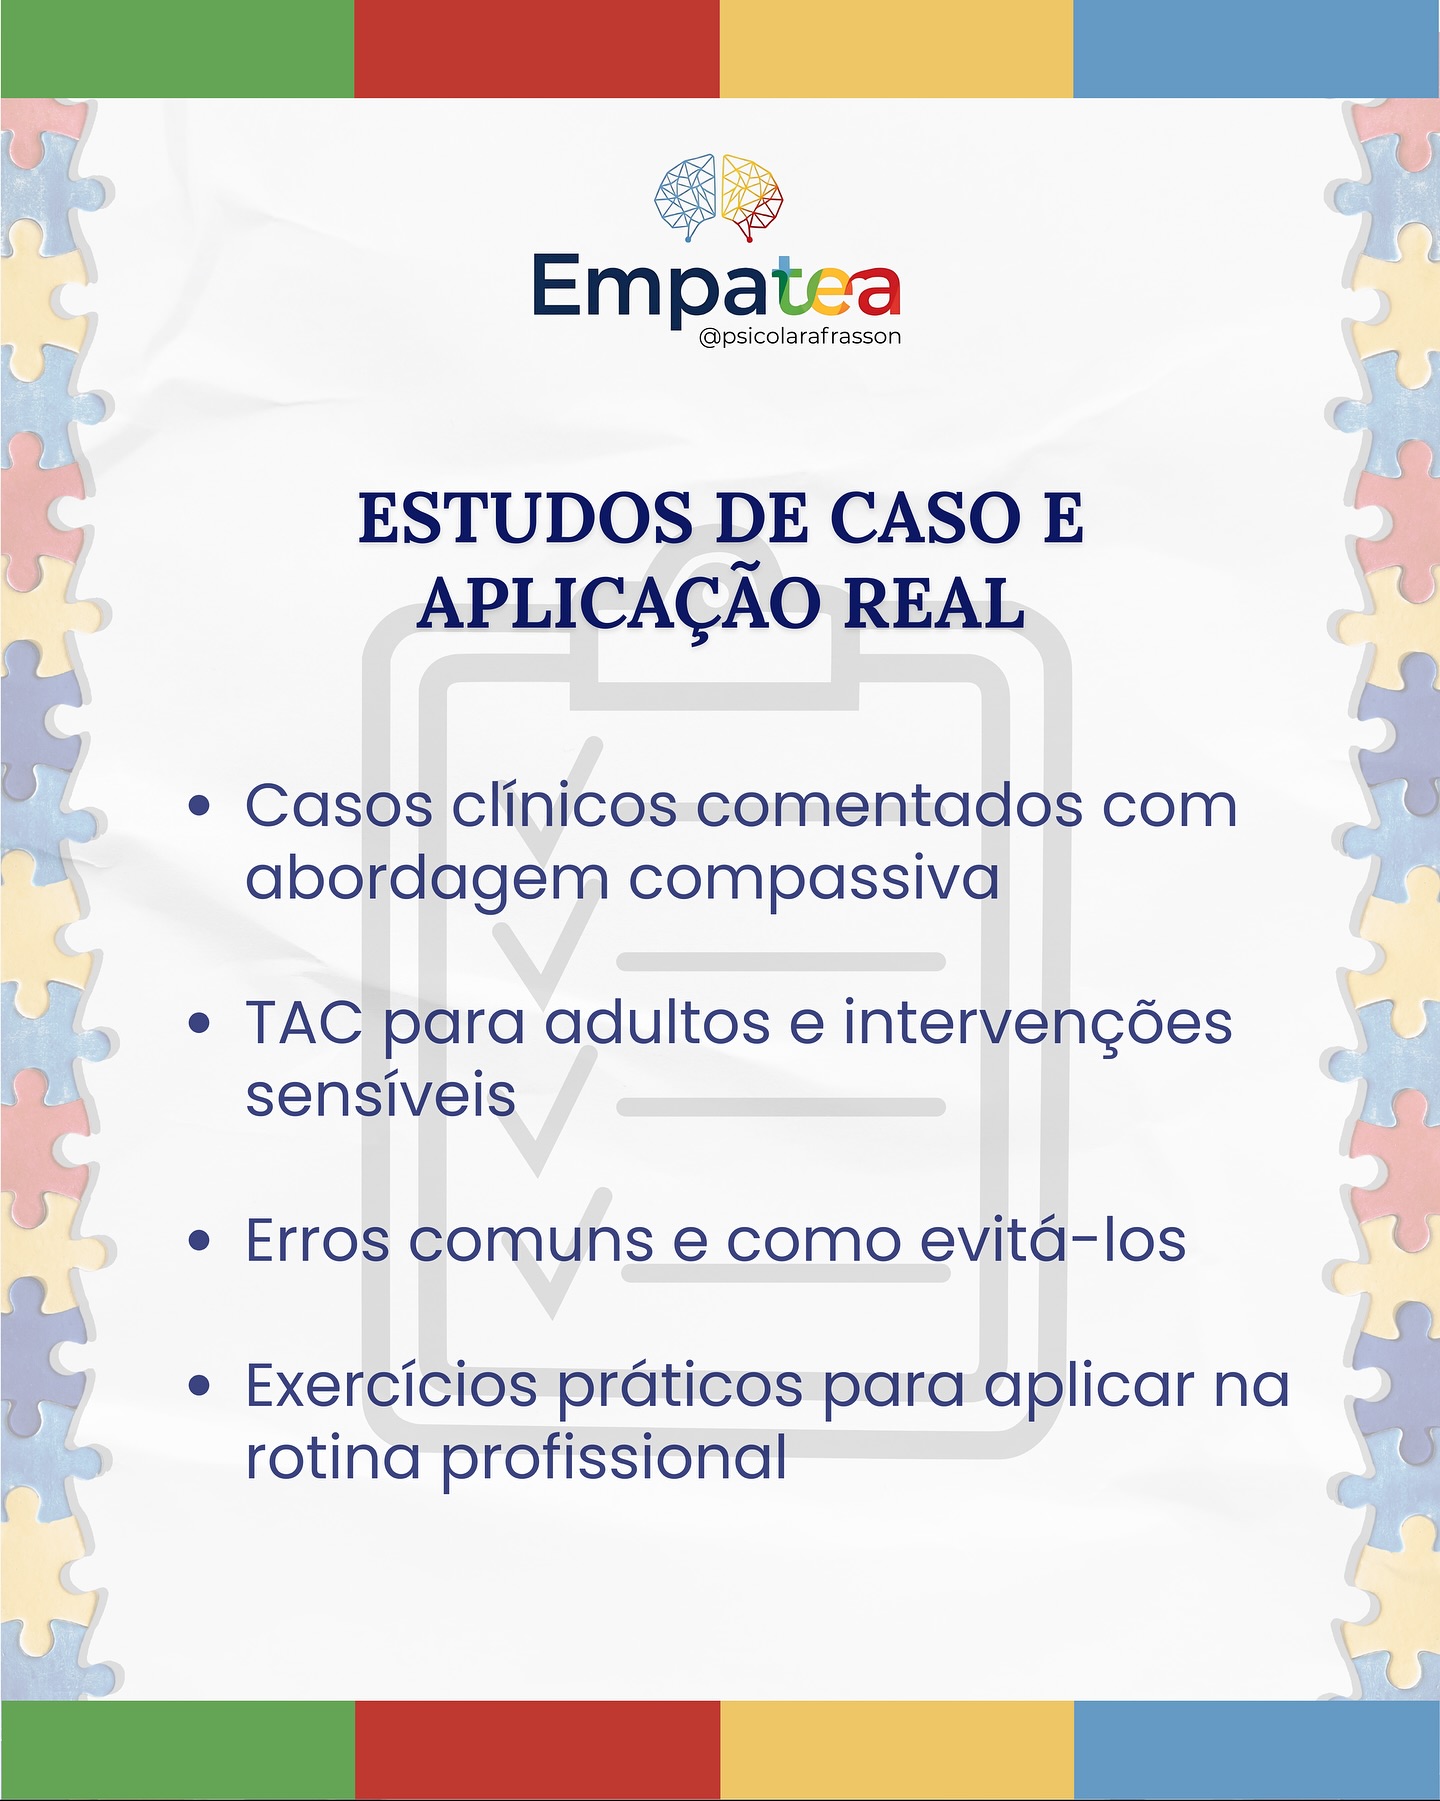 Empatea
@psicolarafrasson
ESTUDOS DE CASO E
APLICAÇÃO REAL
• Casos clínicos comentados com
abordagem compassiva
• TAC para adultos e intervenções
sensíveis
• Erros comuns e como evitá-los
• Exercícios práticos para aplicar na
rotina profissional